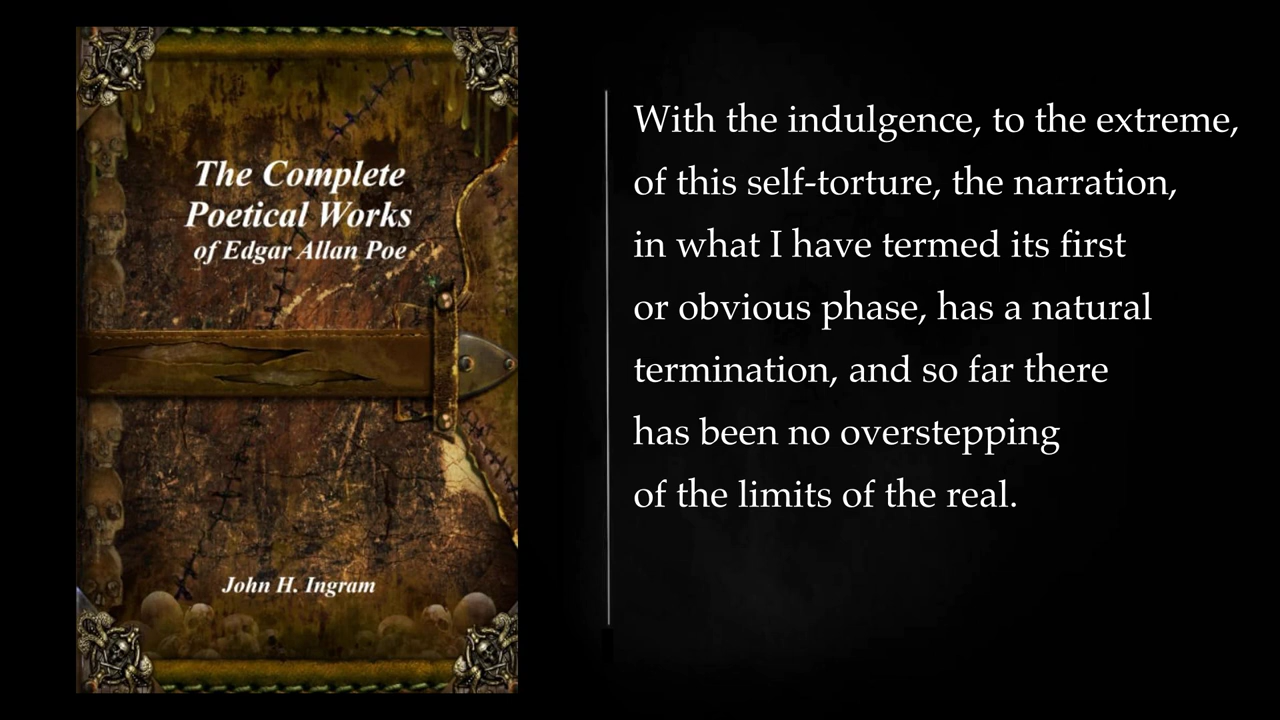 The Complete
Poetical Works
of Edgar Allan Poe
John H. Ingram
With the indulgence, to the extreme,
of this self-torture, the narration,
in what I have termed its first
or obvious phase, has a natural
termination, and so far there
has been no overstepping
of the limits of the real.